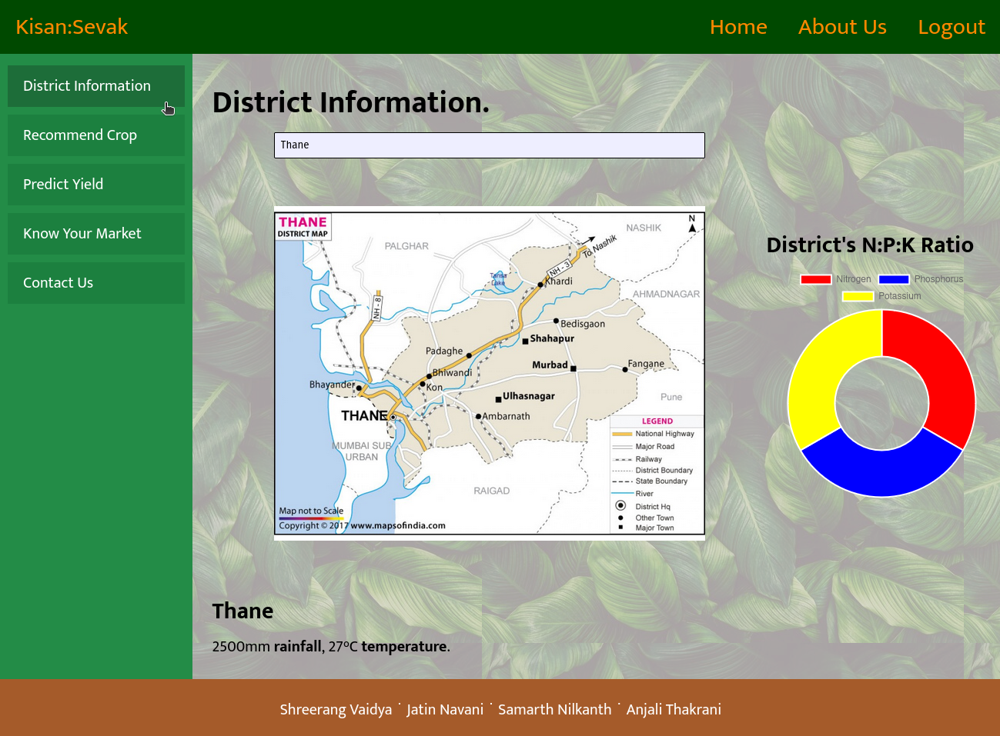 Kisan:Sevak
Home
About Us
Logout
District Information
Recommend Crop
Predict Yield
Know Your Market
Contact Us
District Information.
Thane
THANE
DISTRICT MAP
N
NASHIK
To Nashik
PALGHAR
NH - 3
Tansa
Lake
Khardi
AHMADNAGAR
NH - 8
Bedisgaon
Shahapur
Padaghe
Murbad
Fangane
Bhiwandi
Bhayander
Kon
Ulhasnagar
Pune
THANE
Ambarnath
MUMBAI SUB
URBAN
RAIGAD
LEGEND
National Highway
Major Road
Railway
District Boundary
State Boundary
River
District Hq
Other Town
Major Town
Map not to Scale
Copyright © 2017 www.mapsofindia.com
District's N:P:K Ratio
Nitrogen
Phosphorus
Potassium
Thane
2500mm rainfall, 27°C temperature.
Shreerang Vaidya · Jatin Navani · Samarth Nilkanth · Anjali Thakrani